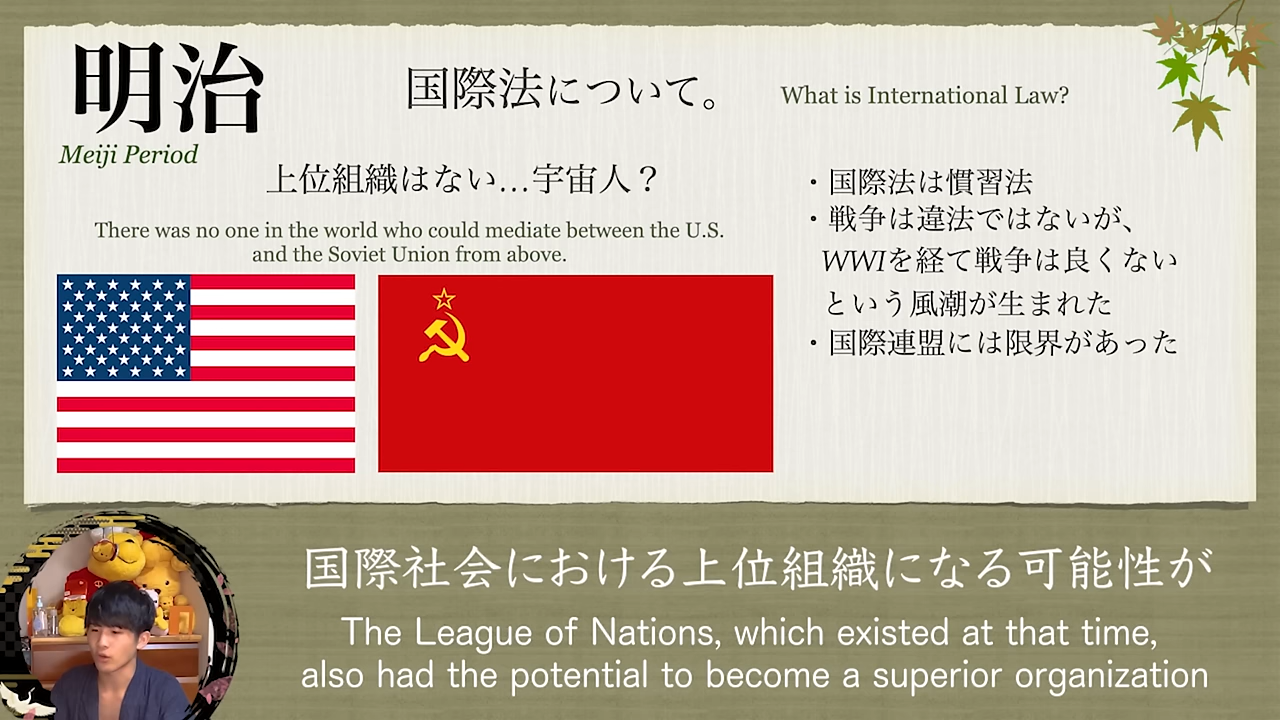 明治
Meiji Period
国際法について。
What is International Law?
上位組織はない…宇宙人？
There was no one in the world who could mediate between the U.S.
and the Soviet Union from above.
・国際法は慣習法
・戦争は違法ではないが、
WWIを経て戦争は良くない
という風潮が生まれた
・国際連盟には限界があった
国際社会における上位組織になる可能性が
The League of Nations, which existed at that time,
also had the potential to become a superior organization